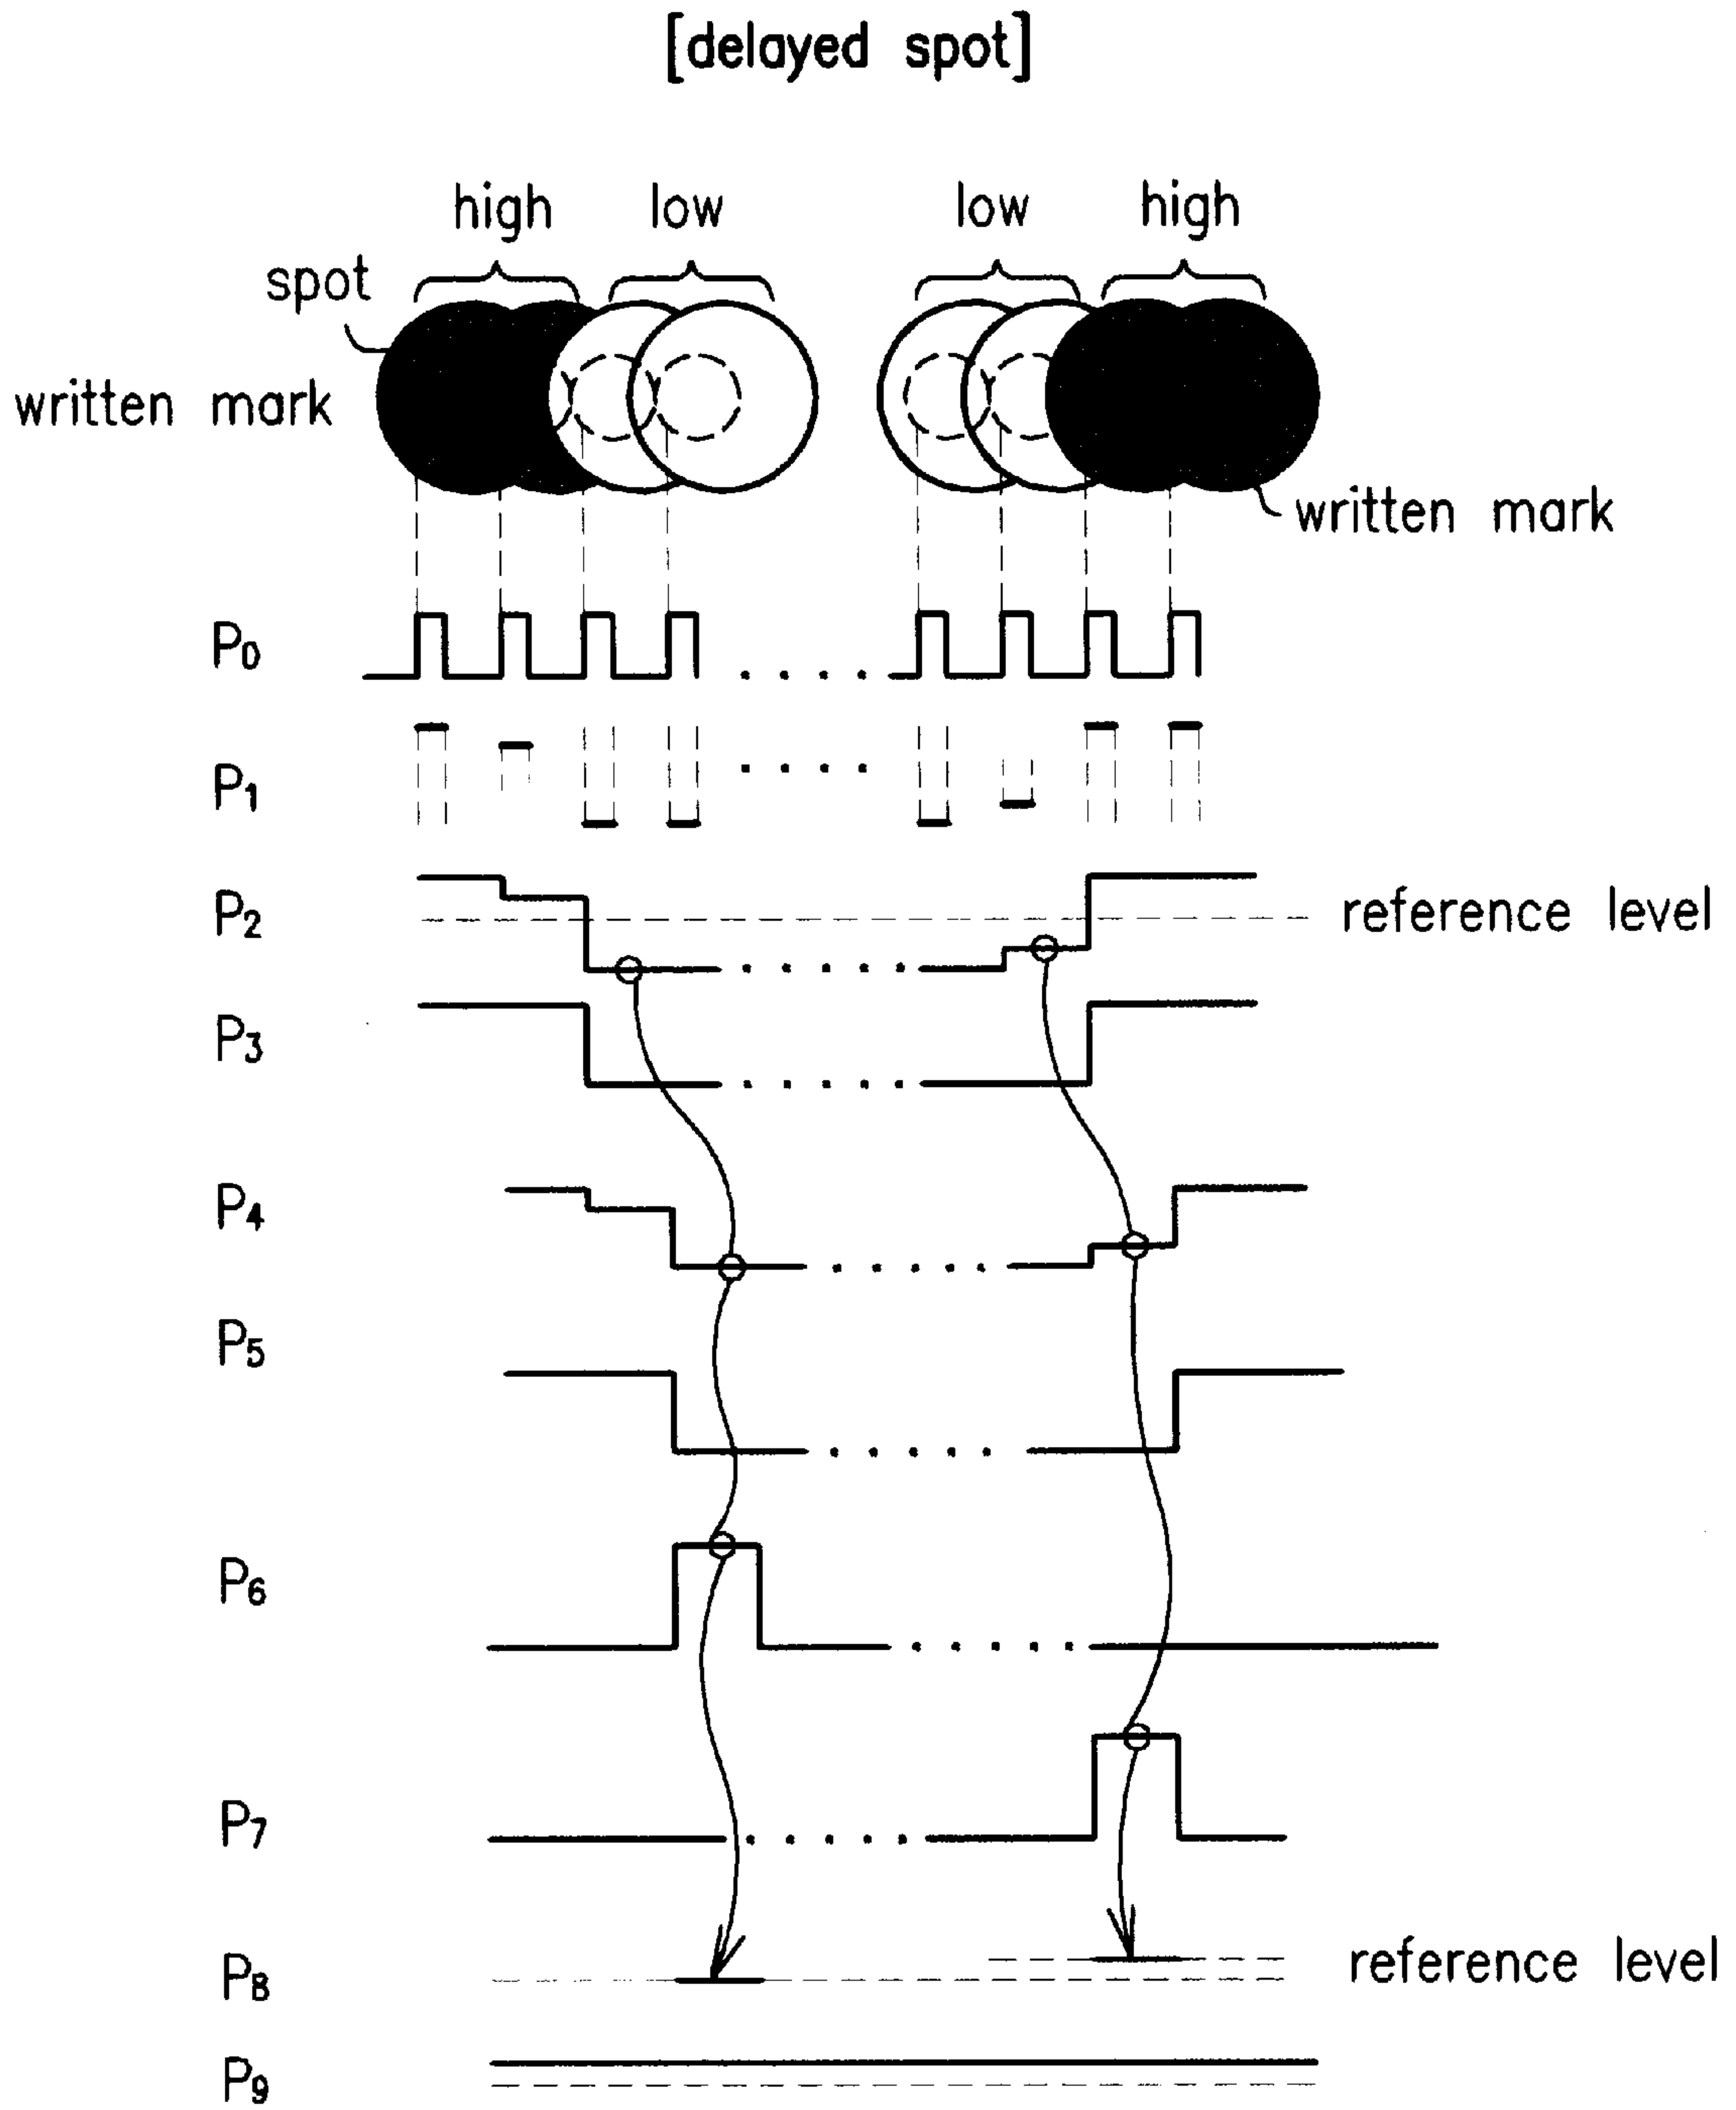 [delayed spot]
high low low high
spot
written mark
written mark
P0
P1
P2 reference level
P3
P4
P5
P6
P7
P8 reference level
P9